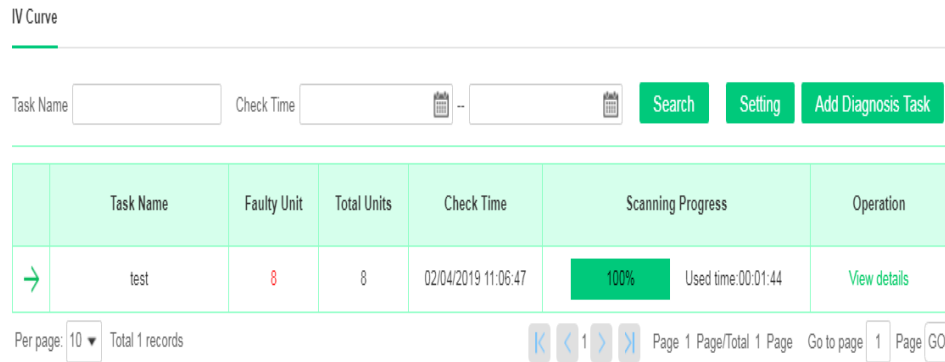 IV Curve
Task Name Check Time -- Search Setting Add Diagnosis Task
Task Name Faulty Unit Total Units Check Time Scanning Progress Operation
test 8 8 02/04/2019 11:06:47 100% Used time:00:01:44 View details
Per page: 10 Total 1 records 1 Page 1 Page/Total 1 Page Go to page 1 Page GO